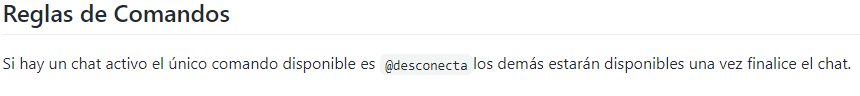 Reglas de Comandos
Si hay un chat activo el único comando disponible es @desconecta los demás estarán disponibles una vez finalice el chat.